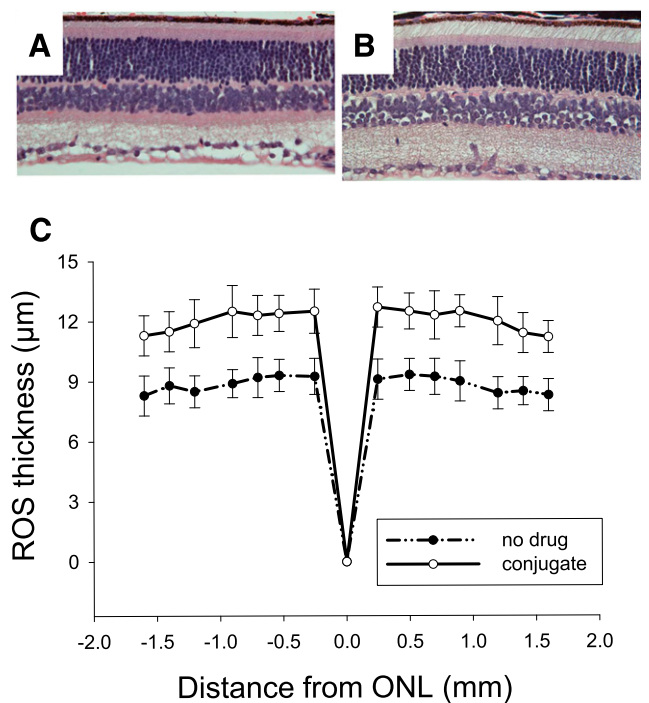 A
B
C
15
12
9
6
3
0
ROS thickness (μm)
no drug
conjugate
-2.0 -1.5 -1.0 -0.5 0.0 0.5 1.0 1.5 2.0
Distance from ONL (mm)